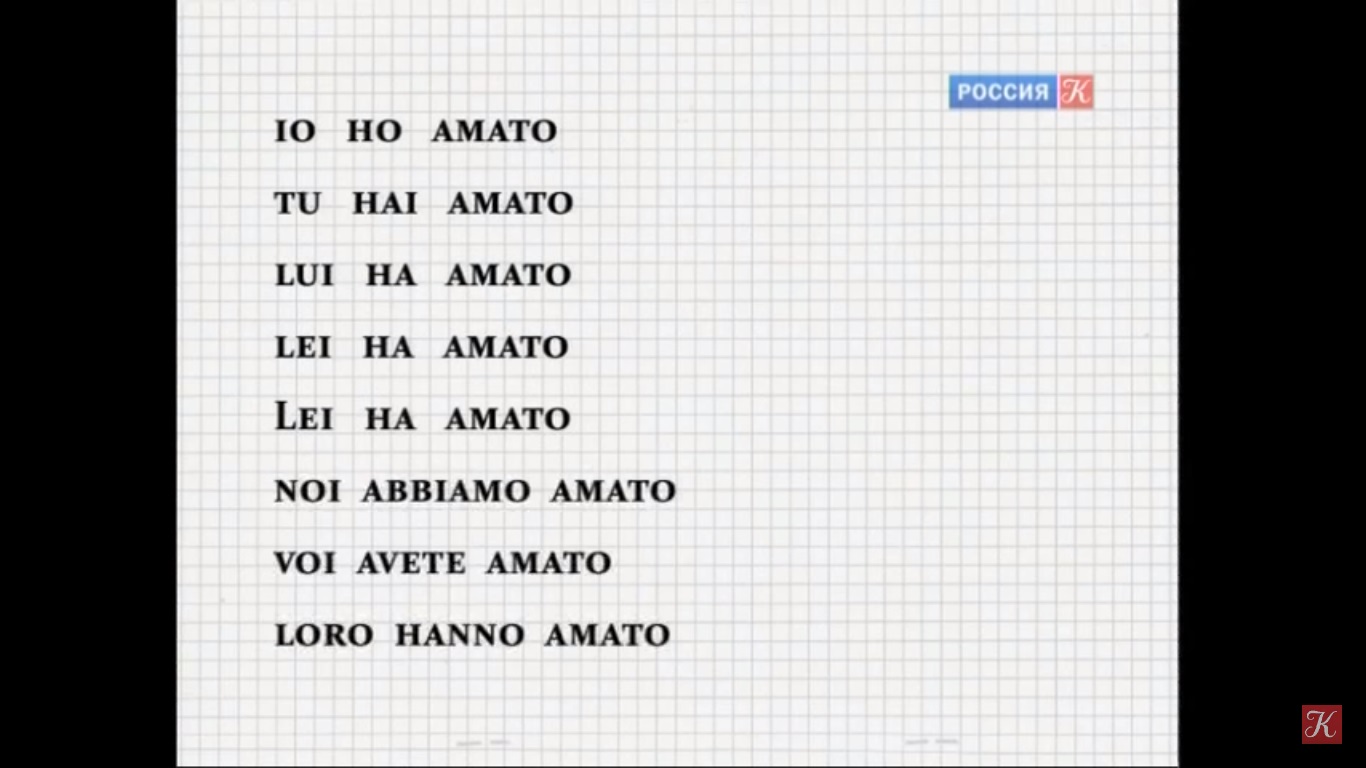 РОССИЯ К
IO HO AMATO
TU HAI AMATO
LUI HA AMATO
LEI HA AMATO
Lei HA AMATO
NOI ABBIAMO AMATO
VOI AVETE AMATO
LORO HANNO AMATO
К